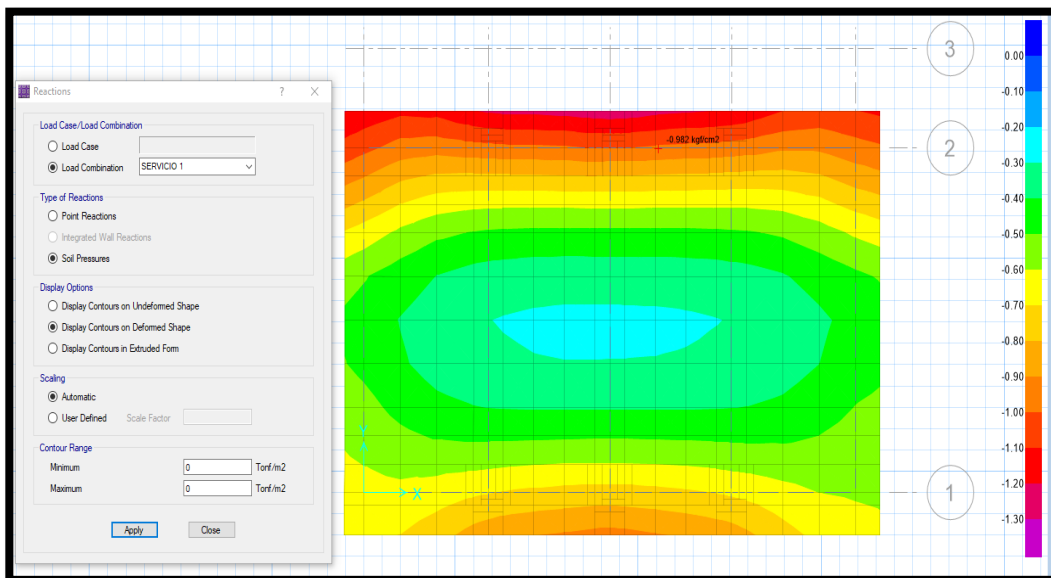 Reactions
? X
Load Case/Load Combination
Load Case
Load Combination SERVICIO 1
Type of Reactions
Point Reactions
Integrated Wall Reactions
Soil Pressures
Display Options
Display Contours on Undeformed Shape
Display Contours on Deformed Shape
Display Contours in Extruded Form
Scaling
Automatic
User Defined Scale Factor
Contour Range
Minimum 0 Tonf/m2
Maximum 0 Tonf/m2
Apply Close
-0.982 kgf/cm2
Y
X
3
2
1
0.00
-0.10
-0.20
-0.30
-0.40
-0.50
-0.60
-0.70
-0.80
-0.90
-1.00
-1.10
-1.20
-1.30